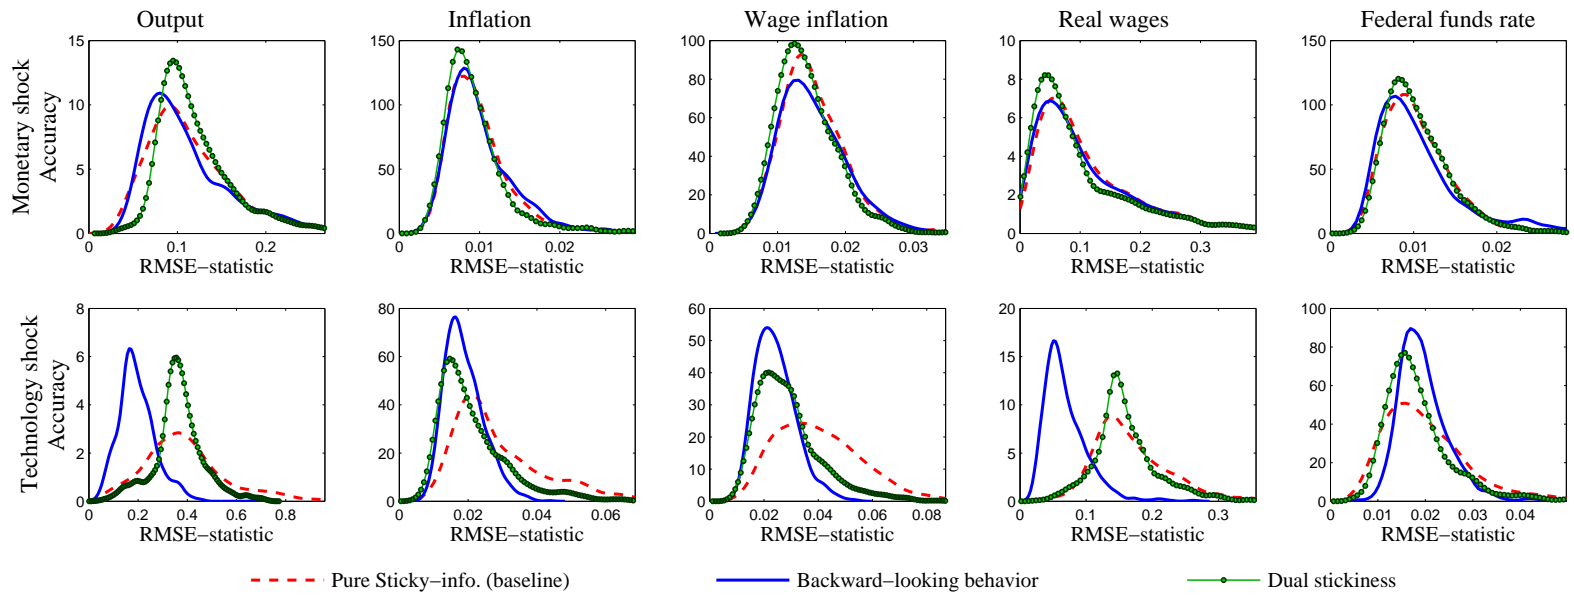 Output Inflation Wage inflation Real wages Federal funds rate
Monetary shock
Accuracy
15 10 5 0
0.1 0.2
RMSE−statistic
150 100 50 0
0.01 0.02
RMSE−statistic
100 80 60 40 20 0
0 0.01 0.02 0.03
RMSE−statistic
10 8 6 4 2 0
0 0.1 0.2 0.3
RMSE−statistic
150 100 50 0
0.01 0.02
RMSE−statistic
Technology shock
Accuracy
8 6 4 2 0
0 0.2 0.4 0.6 0.8
RMSE−statistic
80 60 40 20 0
0 0.02 0.04 0.06
RMSE−statistic
60 50 40 30 20 10 0
0 0.02 0.04 0.06 0.08
RMSE−statistic
20 15 10 5 0
0 0.1 0.2 0.3
RMSE−statistic
100 80 60 40 20 0
0 0.01 0.02 0.03 0.04
RMSE−statistic
Pure Sticky−info. (baseline) Backward−looking behavior Dual stickiness